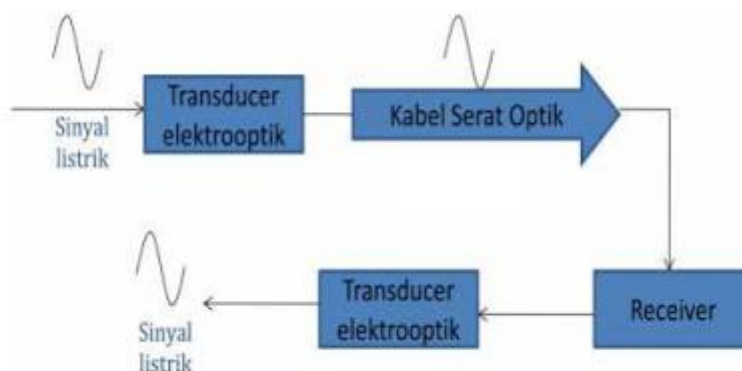 Sinyal
listrik
Transducer
elektrooptik
Kabel Serat Optik
Sinyal
listrik
Transducer
elektrooptik
Receiver